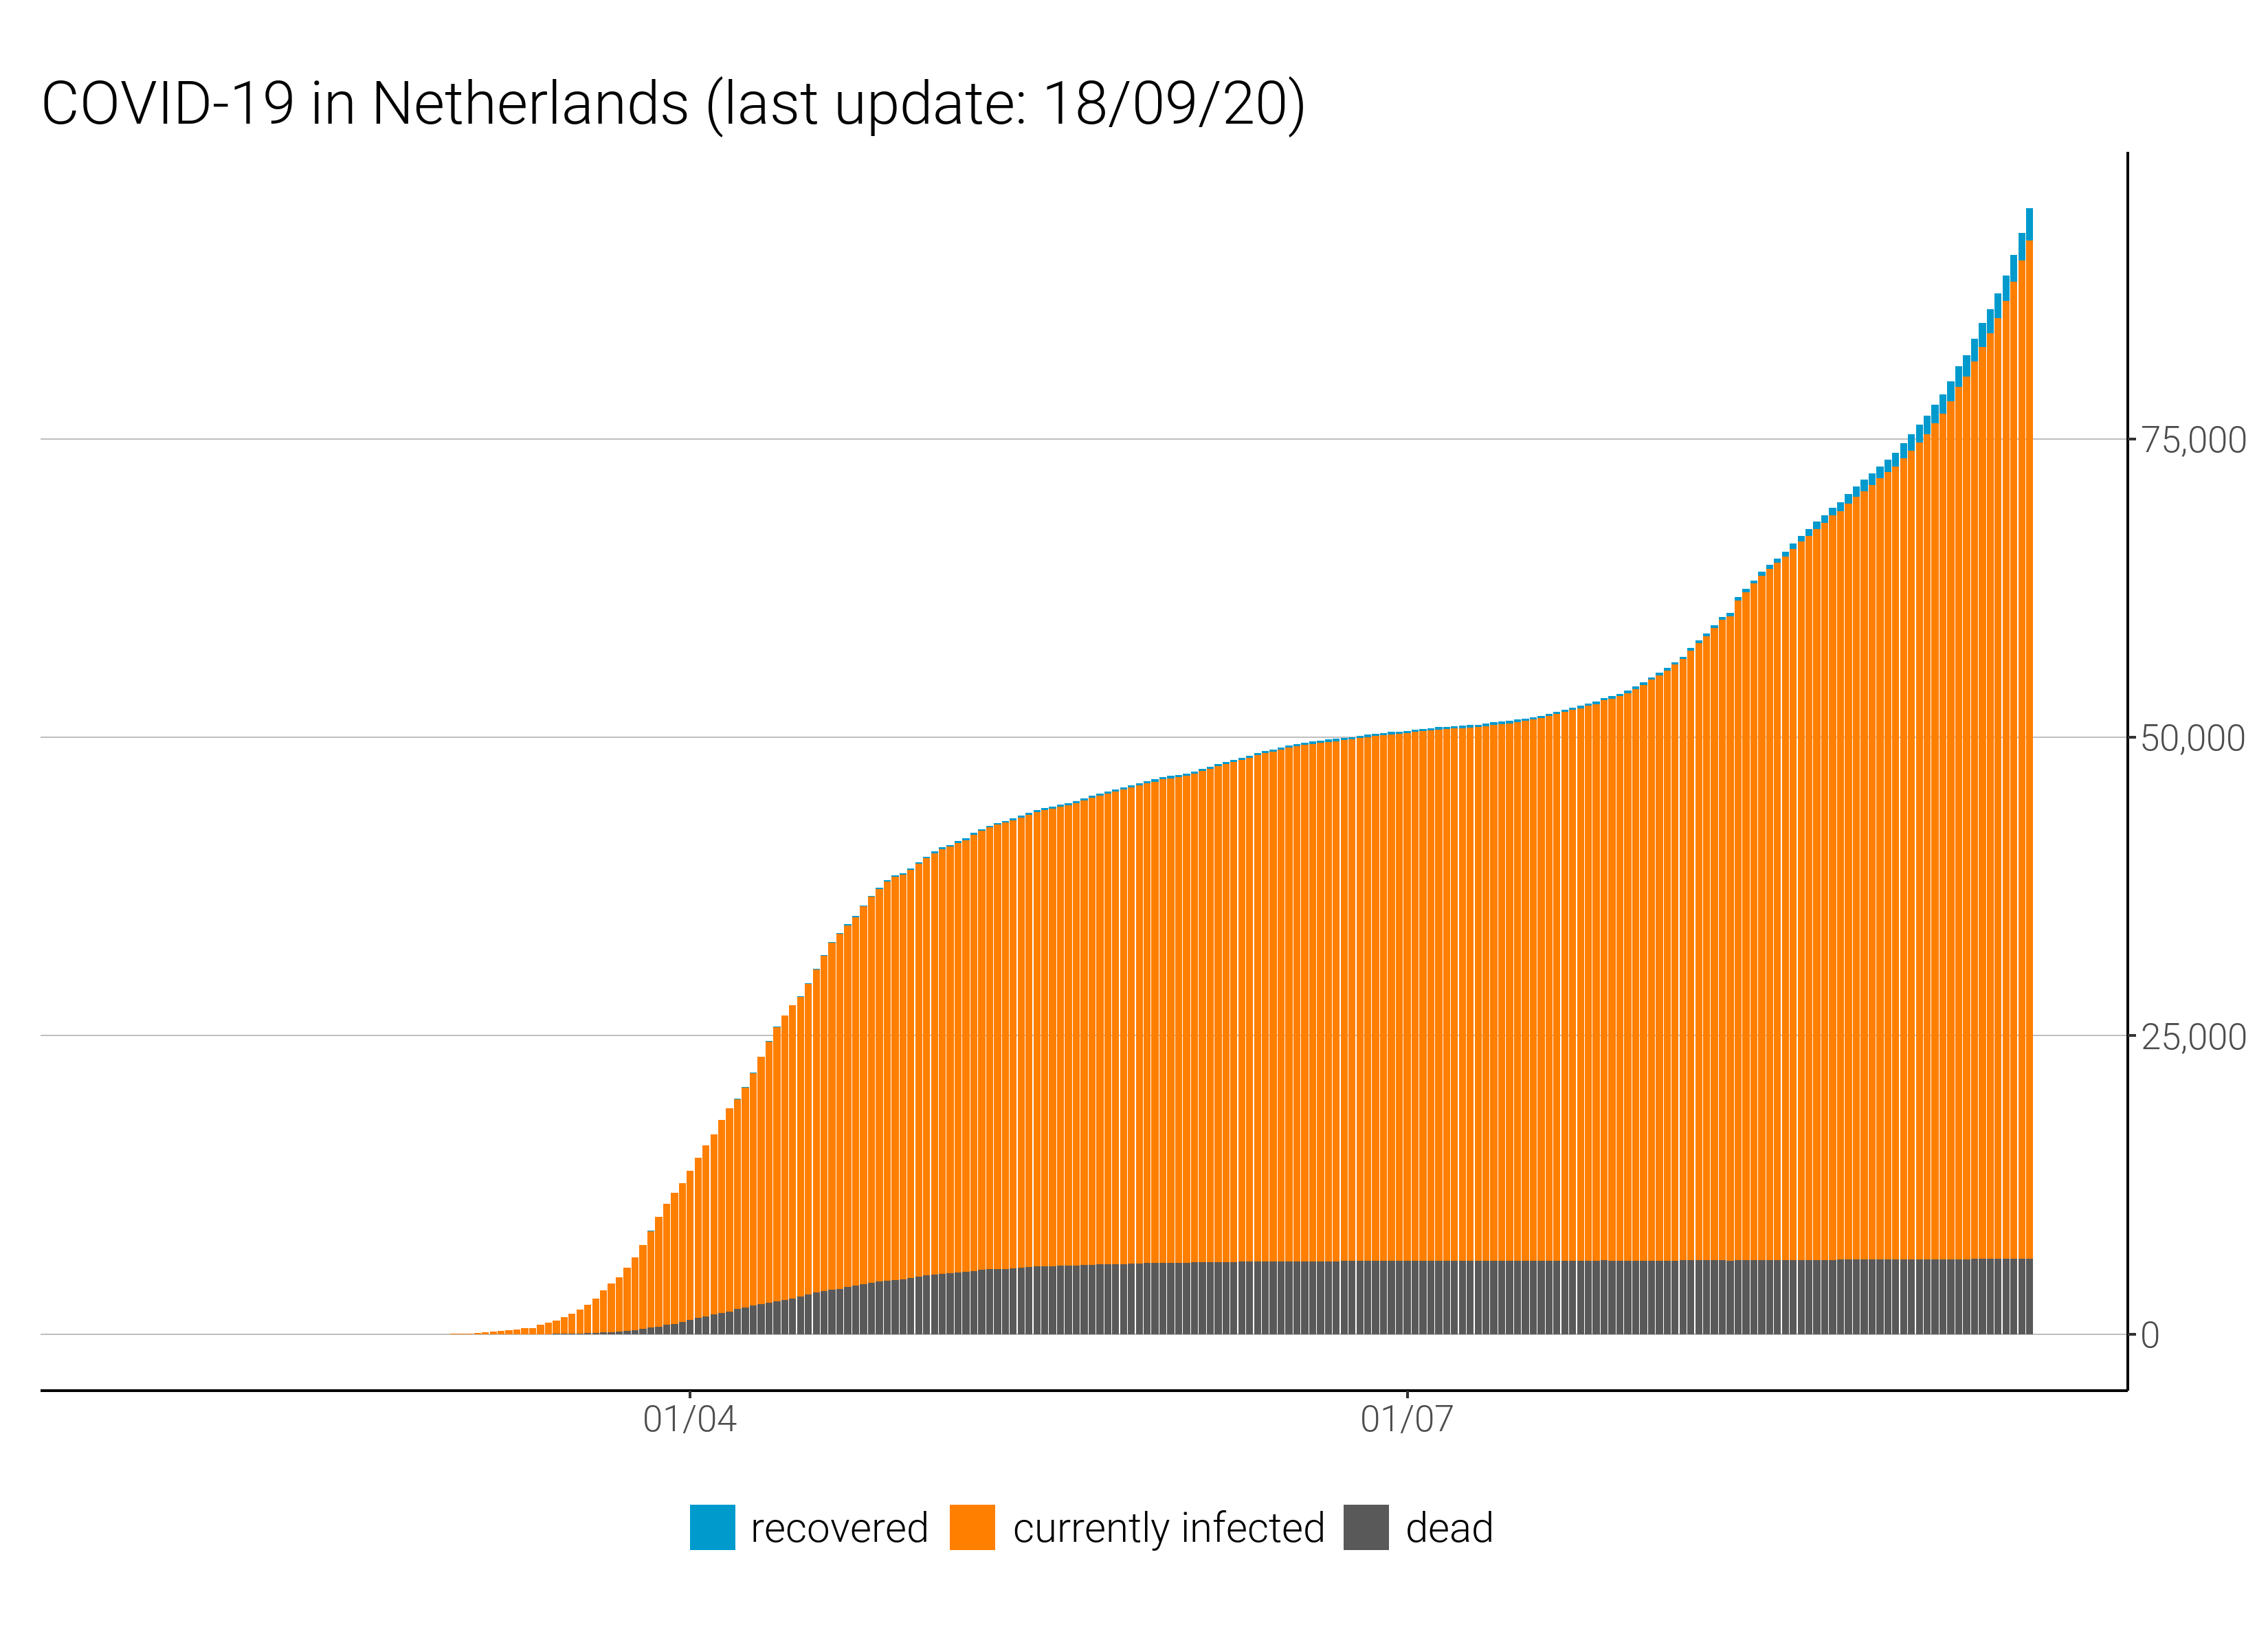 COVID-19 in Netherlands (last update: 18/09/20)
75,000
50,000
25,000
0
01/04 01/07
recovered currently infected dead